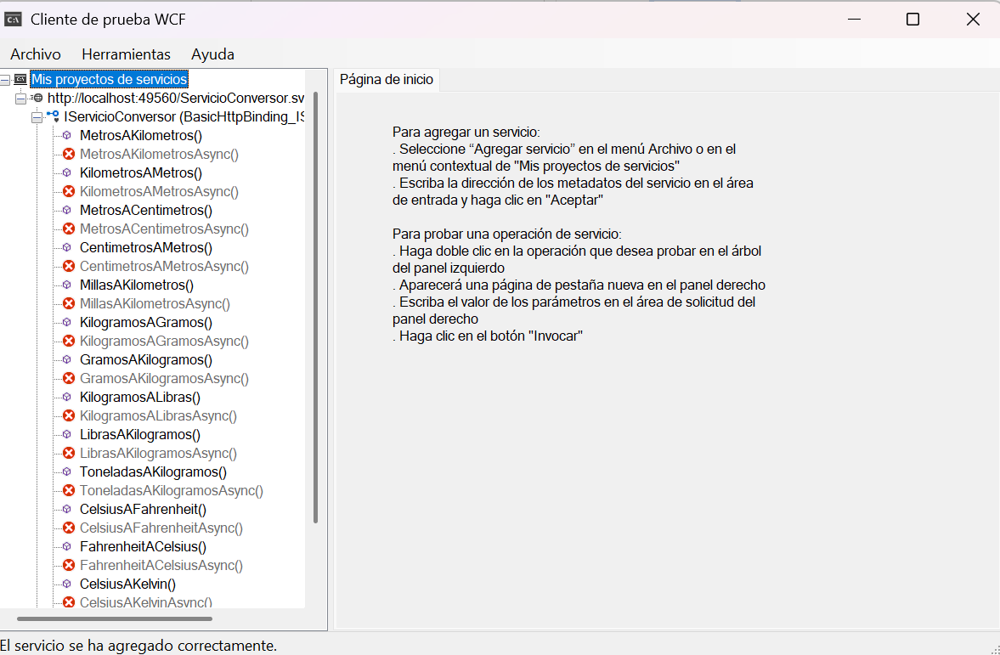 Cliente de prueba WCF
Archivo Herramientas Ayuda
Mis proyectos de servicios
http://localhost:49560/ServicioConversor.sv
IServicioConversor (BasicHttpBinding_IS
MetrosAKilometros()
MetrosAKilometrosAsync()
KilometrosAMetros()
KilometrosAMetrosAsync()
MetrosACentimetros()
MetrosACentimetrosAsync()
CentimetrosAMetros()
CentimetrosAMetrosAsync()
MillasAKilometros()
MillasAKilometrosAsync()
KilogramosAGramos()
KilogramosAGramosAsync()
GramosAKilogramos()
GramosAKilogramosAsync()
KilogramosALibras()
KilogramosALibrasAsync()
LibrasAKilogramos()
LibrasAKilogramosAsync()
ToneladasAKilogramos()
ToneladasAKilogramosAsync()
CelsiusAFahrenheit()
CelsiusAFahrenheitAsync()
FahrenheitACelsius()
FahrenheitACelsiusAsync()
CelsiusAKelvin()
CelsiusAKelvinAsync()
Página de inicio
Para agregar un servicio:
. Seleccione “Agregar servicio” en el menú Archivo o en el
menú contextual de "Mis proyectos de servicios"
. Escriba la dirección de los metadatos del servicio en el área
de entrada y haga clic en "Aceptar"
Para probar una operación de servicio:
. Haga doble clic en la operación que desea probar en el árbol
del panel izquierdo
. Aparecerá una página de pestaña nueva en el panel derecho
. Escriba el valor de los parámetros en el área de solicitud del
panel derecho
. Haga clic en el botón "Invocar"
El servicio se ha agregado correctamente.